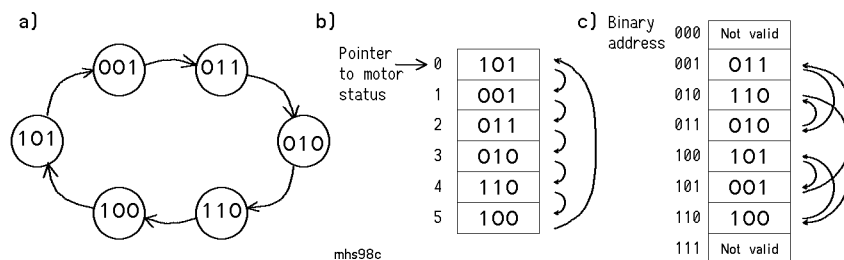 a)
001
011
010
110
100
101
b)
Pointer
to motor
status
0 101
1 001
2 011
3 010
4 110
5 100
mhs98c
c) Binary
address
000 Not valid
001 011
010 110
011 010
100 101
101 001
110 100
111 Not valid